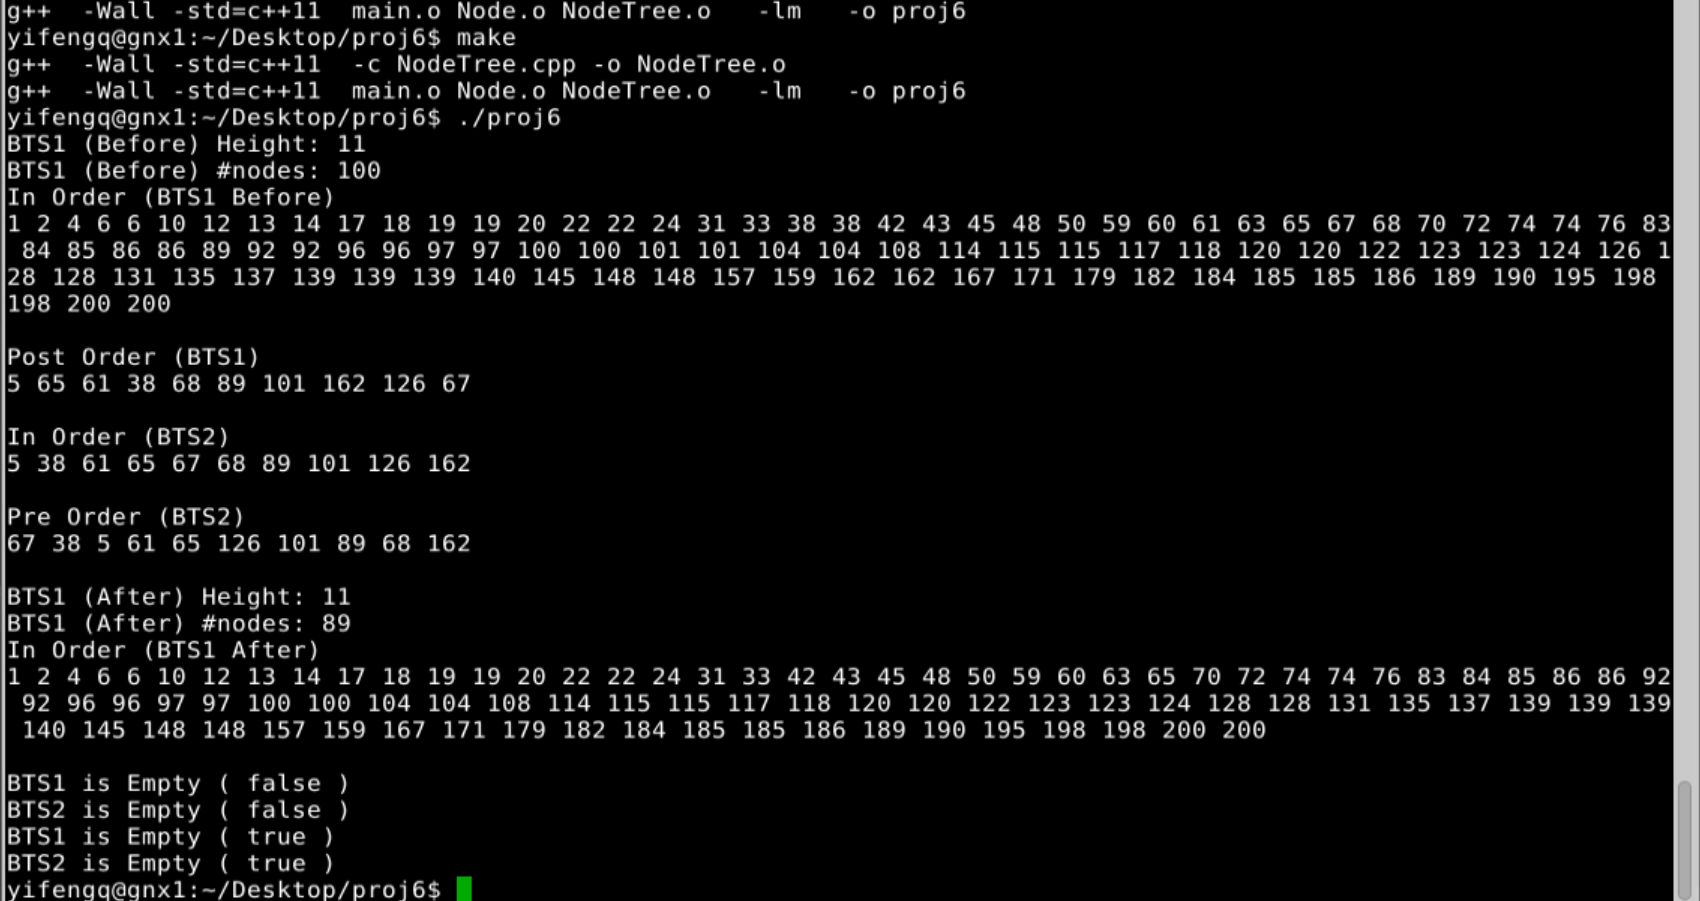 g++  -Wall -std=c++11  main.o Node.o NodeTree.o   -lm   -o proj6
yifengq@gnx1:~/Desktop/proj6$ make
g++  -Wall -std=c++11  -c NodeTree.cpp -o NodeTree.o
g++  -Wall -std=c++11  main.o Node.o NodeTree.o   -lm   -o proj6
yifengq@gnx1:~/Desktop/proj6$ ./proj6
BTS1 (Before) Height: 11
BTS1 (Before) #nodes: 100
In Order (BTS1 Before)
1 2 4 6 6 10 12 13 14 17 18 19 19 20 22 22 24 31 33 38 38 42 43 45 48 50 59 60 61 63 65 67 68 70 72 74 74 76 83
 84 85 86 86 89 92 92 96 96 97 97 100 100 101 101 104 104 108 114 115 115 117 118 120 120 122 123 123 124 126 1
28 128 131 135 137 139 139 139 140 145 148 148 157 159 162 162 167 171 179 182 184 185 185 186 189 190 195 198
198 200 200
Post Order (BTS1)
5 65 61 38 68 89 101 162 126 67
In Order (BTS2)
5 38 61 65 67 68 89 101 126 162
Pre Order (BTS2)
67 38 5 61 65 126 101 89 68 162
BTS1 (After) Height: 11
BTS1 (After) #nodes: 89
In Order (BTS1 After)
1 2 4 6 6 10 12 13 14 17 18 19 19 20 22 22 24 31 33 42 43 45 48 50 59 60 63 65 70 72 74 74 76 83 84 85 86 86 92
 92 96 96 97 97 100 100 104 104 108 114 115 115 117 118 120 120 122 123 123 124 128 128 131 135 137 139 139 139
 140 145 148 148 157 159 167 171 179 182 184 185 185 186 189 190 195 198 198 200 200
BTS1 is Empty ( false )
BTS2 is Empty ( false )
BTS1 is Empty ( true )
BTS2 is Empty ( true )
yifengq@gnx1:~/Desktop/proj6$